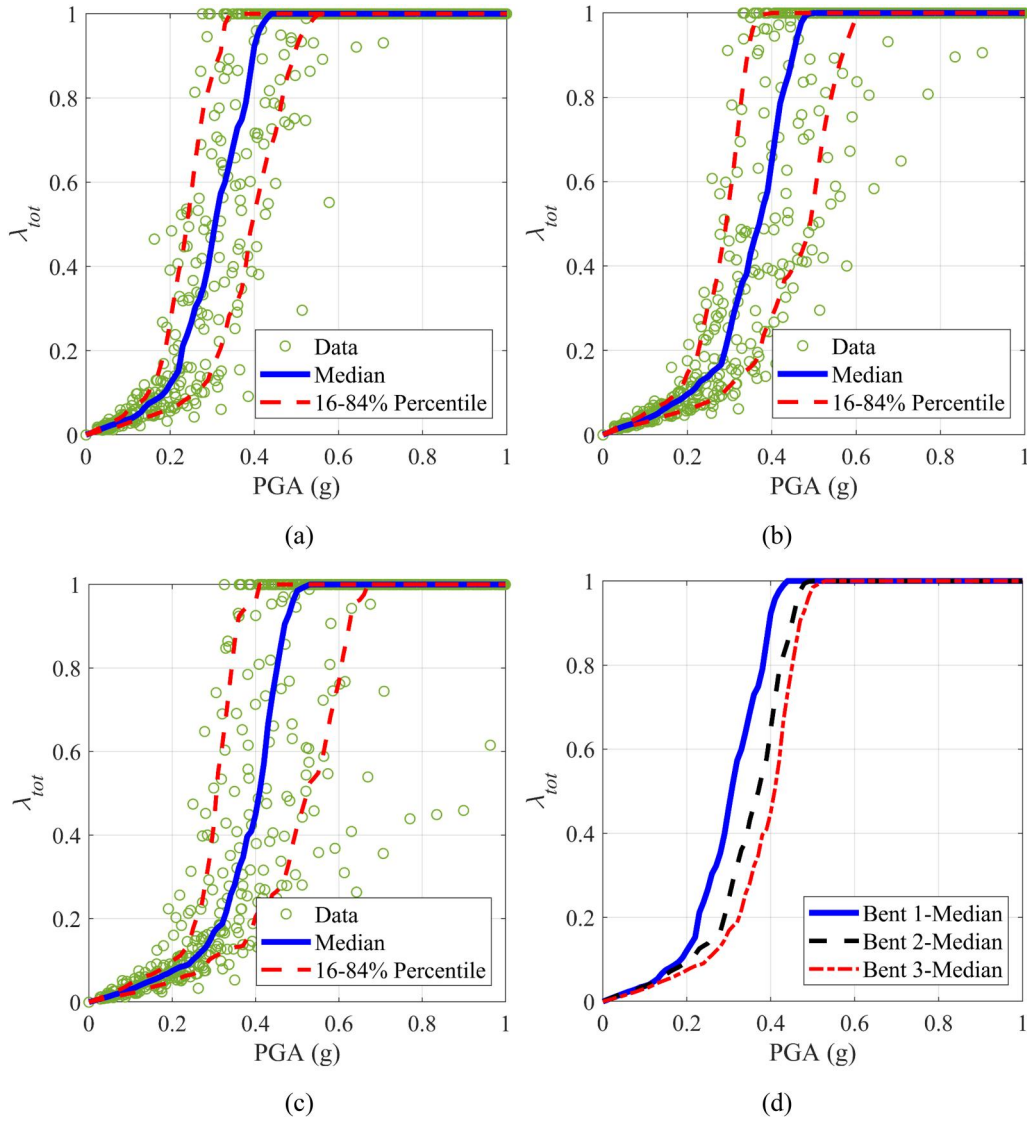 1
0.8
0.6
0.4
0.2
0
λtot
0 0.2 0.4 0.6 0.8 1
PGA (g)
Data
Median
16-84% Percentile
(a)
1
0.8
0.6
0.4
0.2
0
λtot
0 0.2 0.4 0.6 0.8 1
PGA (g)
Data
Median
16-84% Percentile
(b)
1
0.8
0.6
0.4
0.2
0
λtot
0 0.2 0.4 0.6 0.8 1
PGA (g)
Data
Median
16-84% Percentile
(c)
1
0.8
0.6
0.4
0.2
0
λtot
0 0.2 0.4 0.6 0.8 1
PGA (g)
Bent 1-Median
Bent 2-Median
Bent 3-Median
(d)